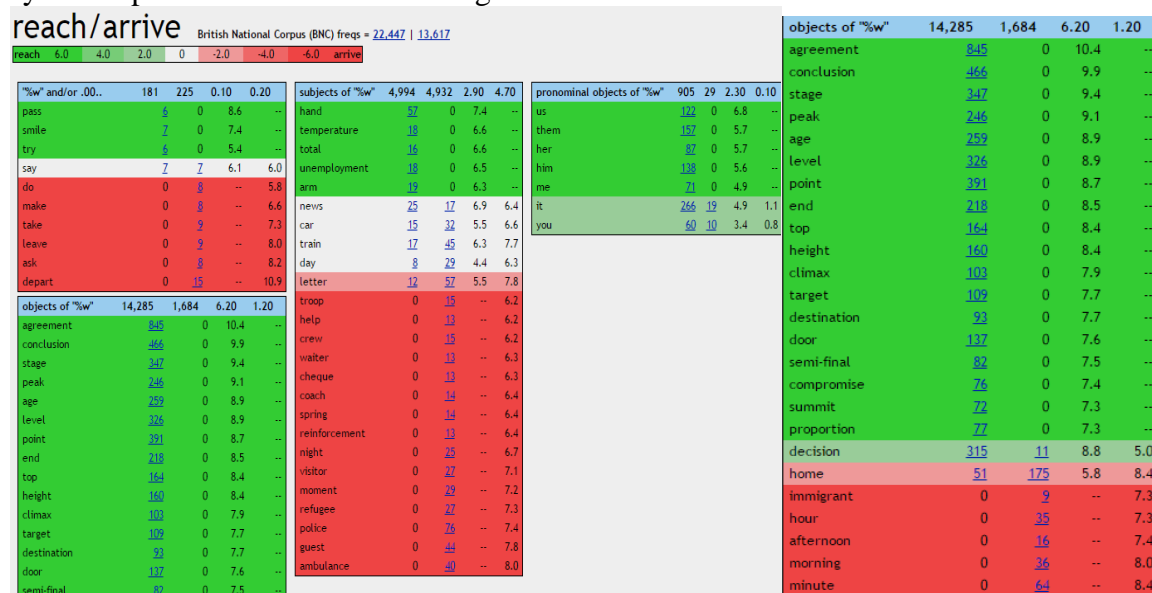 reach/arrive British National Corpus (BNC) freqs = 22,447 | 13,617
reach 6.0 4.0 2.0 0 -2.0 -4.0 -6.0 arrive
"%w" and/or .00.. 181 225 0.10 0.20
pass 6 0 8.6 --
smile 7 0 7.4 --
try 6 0 5.4 --
say 7 7 6.1 6.0
do 0 8 -- 5.8
make 0 8 -- 6.6
take 0 9 -- 7.3
leave 0 9 -- 8.0
ask 0 8 -- 8.2
depart 0 15 -- 10.9
objects of "%w" 14,285 1,684 6.20 1.20
agreement 845 0 10.4 --
conclusion 466 0 9.9 --
stage 347 0 9.4 --
peak 246 0 9.1 --
age 259 0 8.9 --
level 326 0 8.9 --
point 391 0 8.7 --
end 218 0 8.5 --
top 164 0 8.4 --
height 160 0 8.4 --
climax 103 0 7.9 --
target 109 0 7.7 --
destination 93 0 7.7 --
door 137 0 7.6 --
semi-final 82 0 7.5 --
subjects of "%w" 4,994 4,932 2.90 4.70
hand 57 0 7.4 --
temperature 18 0 6.6 --
total 16 0 6.6 --
unemployment 18 0 6.5 --
arm 19 0 6.3 --
news 25 17 6.9 6.4
car 15 32 5.5 6.6
train 17 45 6.3 7.7
day 8 29 4.4 6.3
letter 12 57 5.5 7.8
troop 0 15 -- 6.2
help 0 13 -- 6.2
crew 0 15 -- 6.2
waiter 0 13 -- 6.3
cheque 0 13 -- 6.3
coach 0 14 -- 6.4
spring 0 14 -- 6.4
reinforcement 0 13 -- 6.4
night 0 25 -- 6.7
visitor 0 27 -- 7.1
moment 0 29 -- 7.2
refugee 0 27 -- 7.3
police 0 76 -- 7.4
guest 0 44 -- 7.8
ambulance 0 40 -- 8.0
pronominal objects of "%w" 905 29 2.30 0.10
us 122 0 6.8 --
them 157 0 5.7 --
her 87 0 5.7 --
him 138 0 5.6 --
me 71 0 4.9 --
it 266 19 4.9 1.1
you 60 10 3.4 0.8
objects of "%w" 14,285 1,684 6.20 1.20
agreement 845 0 10.4 --
conclusion 466 0 9.9 --
stage 347 0 9.4 --
peak 246 0 9.1 --
age 259 0 8.9 --
level 326 0 8.9 --
point 391 0 8.7 --
end 218 0 8.5 --
top 164 0 8.4 --
height 160 0 8.4 --
climax 103 0 7.9 --
target 109 0 7.7 --
destination 93 0 7.7 --
door 137 0 7.6 --
semi-final 82 0 7.5 --
compromise 76 0 7.4 --
summit 72 0 7.3 --
proportion 77 0 7.3 --
decision 315 11 8.8 5.0
home 51 175 5.8 8.4
immigrant 0 9 -- 7.3
hour 0 35 -- 7.3
afternoon 0 16 -- 7.4
morning 0 36 -- 8.0
minute 0 64 -- 8.4